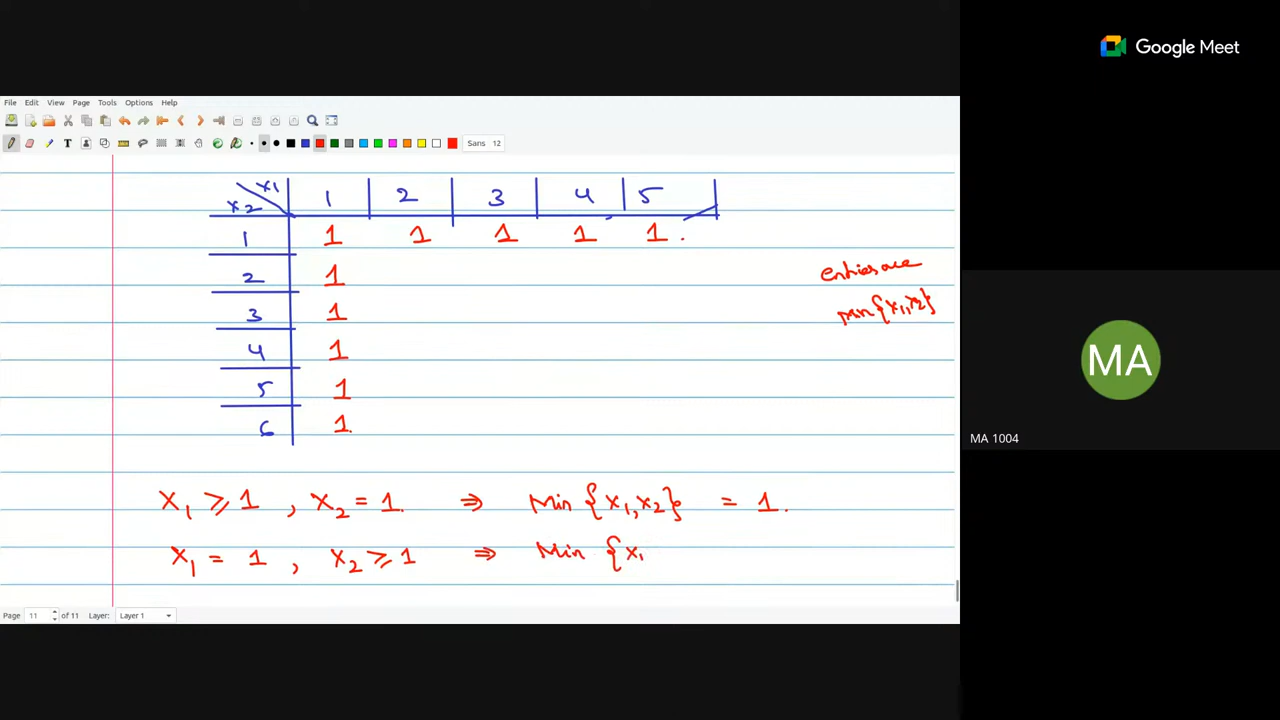 Google Meet
File Edit View Page Tools Options Help
Sans 12
x1 1 2 3 4 5
x2
1 1 1 1 1 1.
2 1
3 1
4 1
5 1
6 1.
entries are
Min{x1,x2}
x1 ≥ 1, x2 = 1. ⇒ Min {x1,x2} = 1.
x1 = 1, x2 ≥ 1 ⇒ Min {x1
Page 11 of 11 Layer: Layer 1
MA
MA 1004